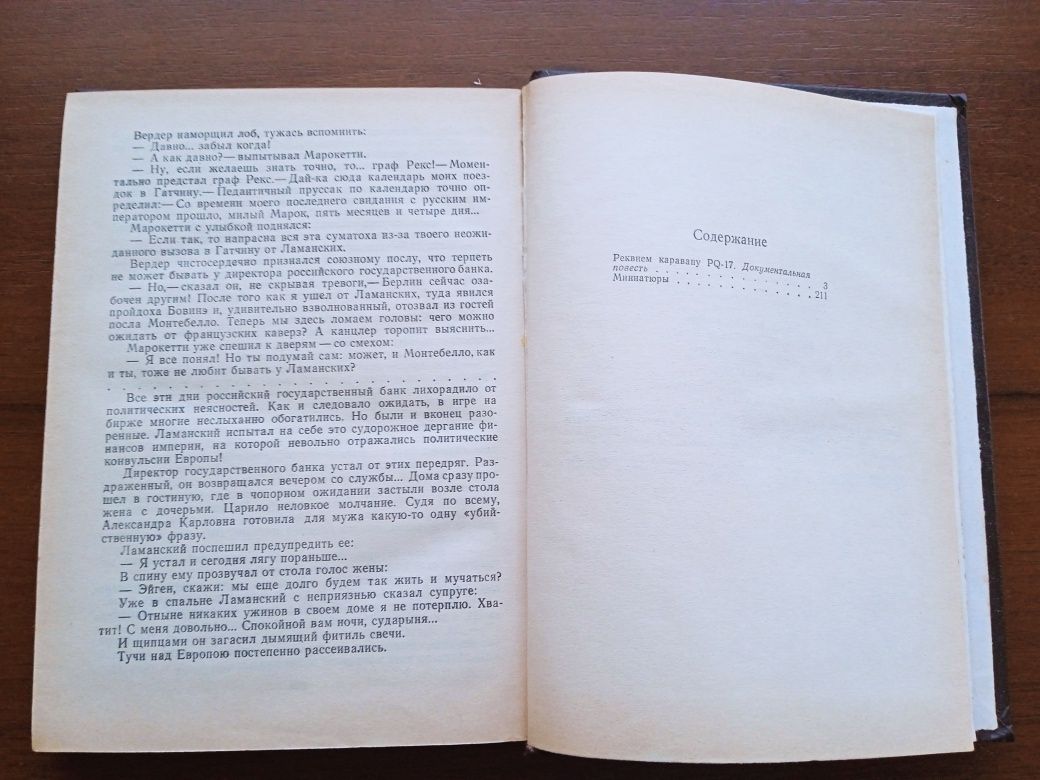 Вердер наморщил лоб, тужась вспомнить:
— Давно... забыл когда!
— А как давно?— выпытывал Марокетти.
— Ну, если желаешь знать точно, то... граф Рекс!— Момен-
тально предстал граф Рекс.— Дай-ка сюда календарь моих поез-
док в Гатчину.— Педантичный пруссак по календарю точно оп-
ределил:— Со времени моего последнего свидания с русским им-
ператором прошло, милый Марок, пять месяцев и четыре дня...
Марокетти с улыбкой поднялся:
— Если так, то напрасна вся эта суматоха из-за твоего неожи-
данного вызова в Гатчину от Ламанских.
Вердер чистосердечно признался союзному послу, что терпеть
не может бывать у директора российского государственного банка.
— Но,— сказал он, не скрывая тревоги,— Берлин сейчас оза-
бочен другим! После того как я ушел от Ламанских, туда явился
пройдоха Бовинэ и, удивительно взволнованный, отозвал из гостей
посла Монтебелло. Теперь мы здесь ломаем головы: чего можно
ожидать от французских каверз? А канцлер торопит выяснить...
Марокетти уже спешил к дверям — со смехом:
— Я все понял! Но ты подумай сам: может, и Монтебелло, как
и ты, тоже не любит бывать у Ламанских?
. . . . . . . . . . . . . . . . . . . . . . .
Все эти дни российский государственный банк лихорадило от
политических неясностей. Как и следовало ожидать, в игре на
бирже многие неслыханно обогатились. Но были и вконец разо-
ренные. Ламанский испытал на себе это судорожное дергание фи-
нансов империи, на которой невольно отражались политические
конвульсии Европы!
Директор государственного банка устал от этих передряг. Раз-
драженный, он возвращался вечером со службы... Дома сразу про-
шел в гостиную, где в чопорном ожидании застыли возле стола
жена с дочерьми. Царило неловкое молчание. Судя по всему,
Александра Карловна готовила для мужа какую-то одну «убий-
ственную» фразу.
Ламанский поспешил предупредить ее:
— Я устал и сегодня лягу пораньше...
В спину ему прозвучал от стола голос жены:
— Эйген, скажи: мы еще долго будем так жить и мучаться?
Уже в спальне Ламанский с неприязнью сказал супруге:
— Отныне никаких ужинов в своем доме я не потерплю. Хва-
тит! С меня довольно... Спокойной вам ночи, сударыня...
И щипцами он загасил дымящий фитиль свечи.
Тучи над Европою постепенно рассеивались.
Содержание
Реквием каравану PQ-17. Документальная
повесть . . . . . . . . . . . . . 3
Миниатюры . . . . . . . . . . . . . 211